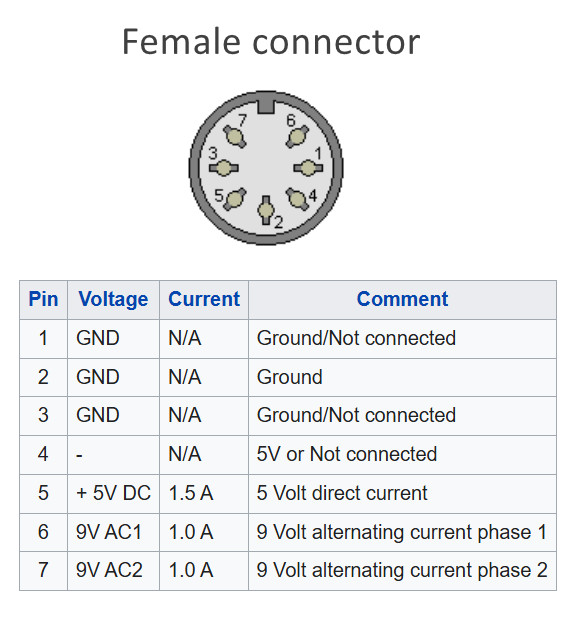 Female connector
7 6
3 1
5 4
2
Pin Voltage Current Comment
1 GND N/A Ground/Not connected
2 GND N/A Ground
3 GND N/A Ground/Not connected
4 - N/A 5V or Not connected
5 + 5V DC 1.5 A 5 Volt direct current
6 9V AC1 1.0 A 9 Volt alternating current phase 1
7 9V AC2 1.0 A 9 Volt alternating current phase 2